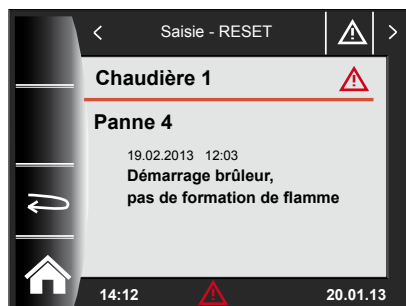 Saisie - RESET
Chaudière 1
Panne 4
19.02.2013 12:03
Démarrage brûleur,
pas de formation de flamme
14:12 20.01.13